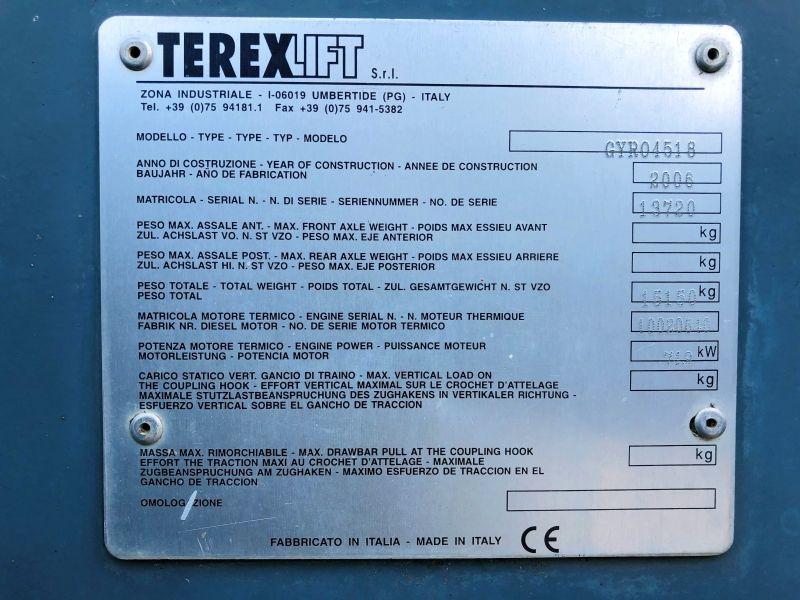 TEREXLIFT S.r.l.
ZONA INDUSTRIALE - I-06019 UMBERTIDE (PG) - ITALY
Tel. +39 (0)75 94181.1 Fax +39 (0)75 941-5382
MODELLO - TYPE - TYPE - TYP - MODELO
GYRO4518
ANNO DI COSTRUZIONE - YEAR OF CONSTRUCTION - ANNEE DE CONSTRUCTION
BAUJAHR - AÑO DE FABRICATION
2006
MATRICOLA - SERIAL N. - N. DI SERIE - SERIENNUMMER - NO. DE SERIE
13720
PESO MAX. ASSALE ANT. - MAX. FRONT AXLE WEIGHT - POIDS MAX ESSIEU AVANT
ZUL. ACHSLAST VO. N. ST VZO - PESO MAX. EJE ANTERIOR
kg
PESO MAX. ASSALE POST. - MAX. REAR AXLE WEIGHT - POIDS MAX ESSIEU ARRIERE
ZUL. ACHSLAST HI. N. ST VZO - PESO MAX. EJE POSTERIOR
kg
PESO TOTALE - TOTAL WEIGHT - POIDS TOTAL - ZUL. GESAMTGEWICHT N. ST VZO
PESO TOTAL
15150 kg
MATRICOLA MOTORE TERMICO - ENGINE SERIAL N. - N. MOTEUR THERMIQUE
FABRIK NR. DIESEL MOTOR - NO. DE SERIE MOTOR TERMICO
POTENZA MOTORE TERMICO - ENGINE POWER - PUISSANCE MOTEUR
MOTORLEISTUNG - POTENCIA MOTOR
kW
CARICO STATICO VERT. GANCIO DI TRAINO - MAX. VERTICAL LOAD ON
THE COUPLING HOOK - EFFORT VERTICAL MAXIMAL SUR LE CROCHET D'ATTELAGE
MAXIMALE STUTZLASTBEANSPRUCHUNG DES ZUGHAKENS IN VERTIKALER RICHTUNG -
ESFUERZO VERTICAL SOBRE EL GANCHO DE TRACCION
kg
MASSA MAX. RIMORCHIABILE - MAX. DRAWBAR PULL AT THE COUPLING HOOK
EFFORT THE TRACTION MAXI AU CROCHET D'ATTELAGE - MAXIMALE
ZUGBEANSPRUCHUNG AM ZUGHAKEN - MAXIMO ESFUERZO DE TRACCION EN EL
GANCHO DE TRACCION
kg
OMOLOGAZIONE
FABBRICATO IN ITALIA - MADE IN ITALY CE